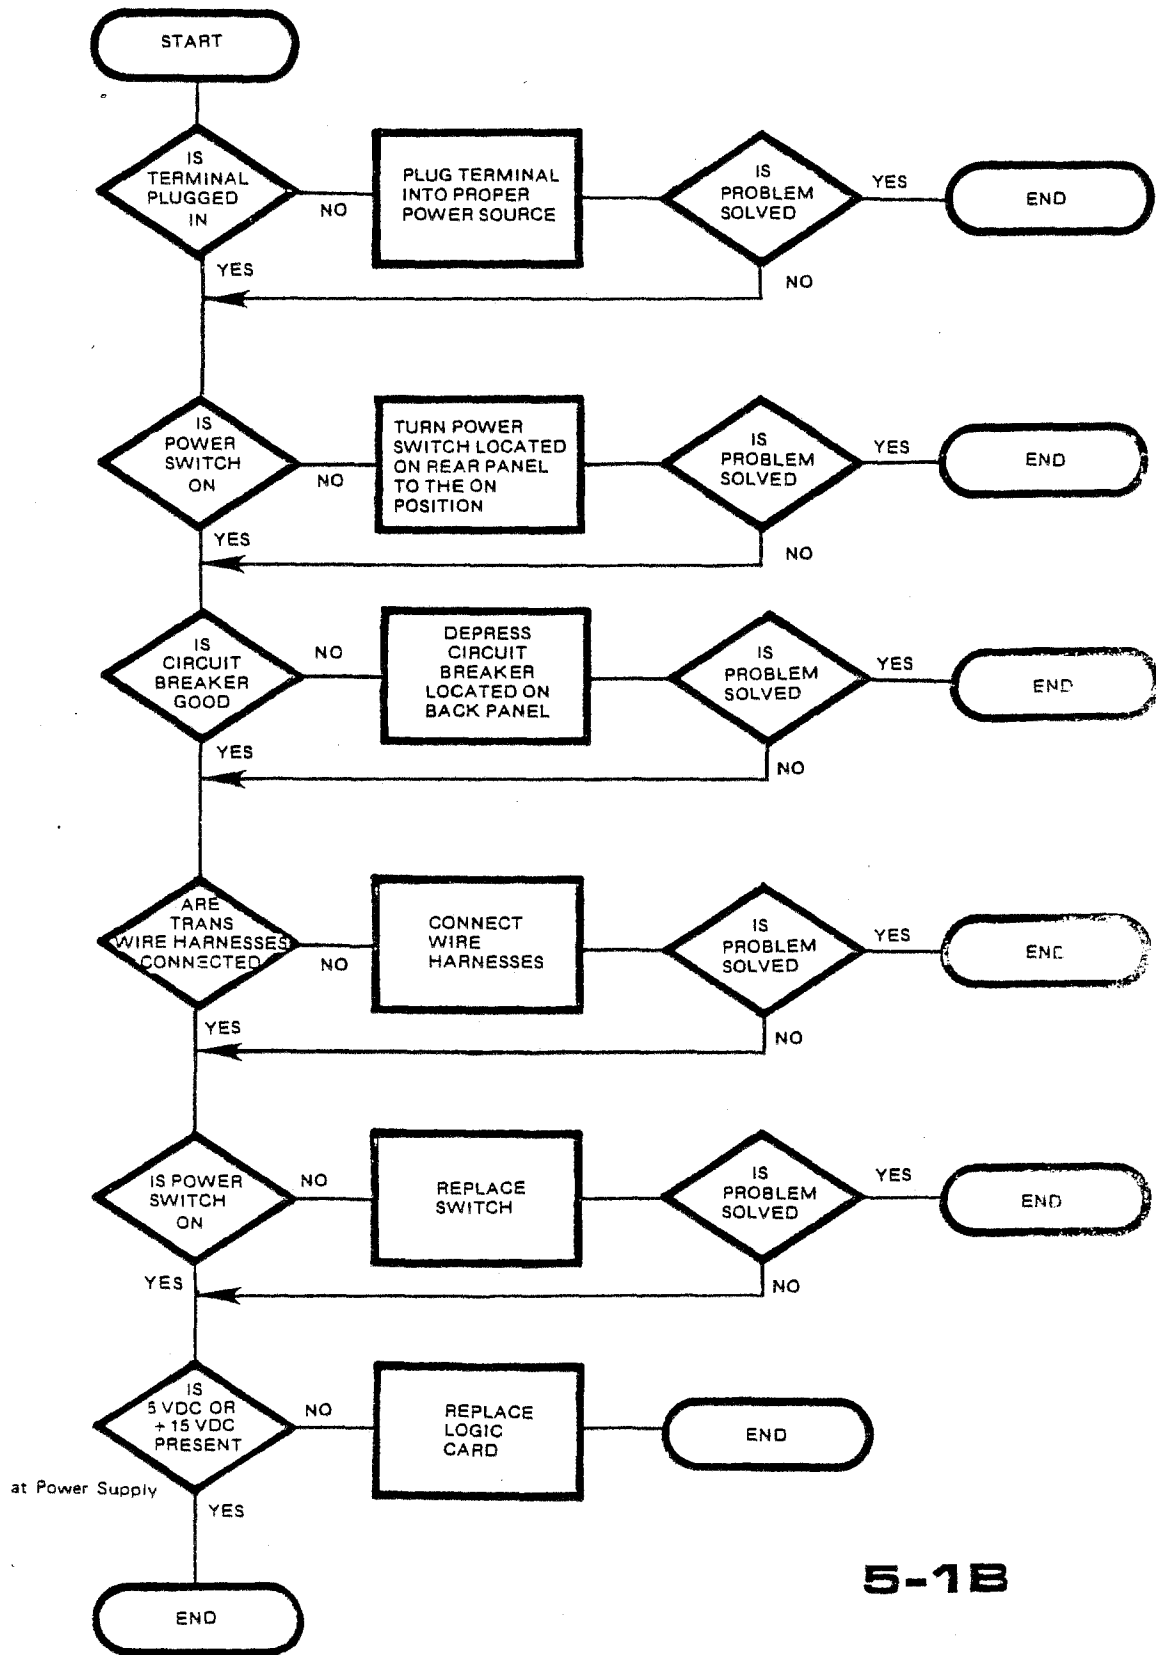 START
IS
TERMINAL
PLUGGED
IN
NO
PLUG TERMINAL
INTO PROPER
POWER SOURCE
IS
PROBLEM
SOLVED
YES
END
YES
NO
IS
POWER
SWITCH
ON
NO
TURN POWER
SWITCH LOCATED
ON REAR PANEL
TO THE ON
POSITION
IS
PROBLEM
SOLVED
YES
END
YES
NO
IS
CIRCUIT
BREAKER
GOOD
NO
DEPRESS
CIRCUIT
BREAKER
LOCATED ON
BACK PANEL
IS
PROBLEM
SOLVED
YES
END
YES
NO
ARE
TRANS
WIRE HARNESSES
CONNECTED
NO
CONNECT
WIRE
HARNESSES
IS
PROBLEM
SOLVED
YES
END
YES
NO
IS POWER
SWITCH
ON
NO
REPLACE
SWITCH
IS
PROBLEM
SOLVED
YES
END
YES
NO
IS
5 VDC OR
+15 VDC
PRESENT
at Power Supply
NO
REPLACE
LOGIC
CARD
END
YES
END
5-1B